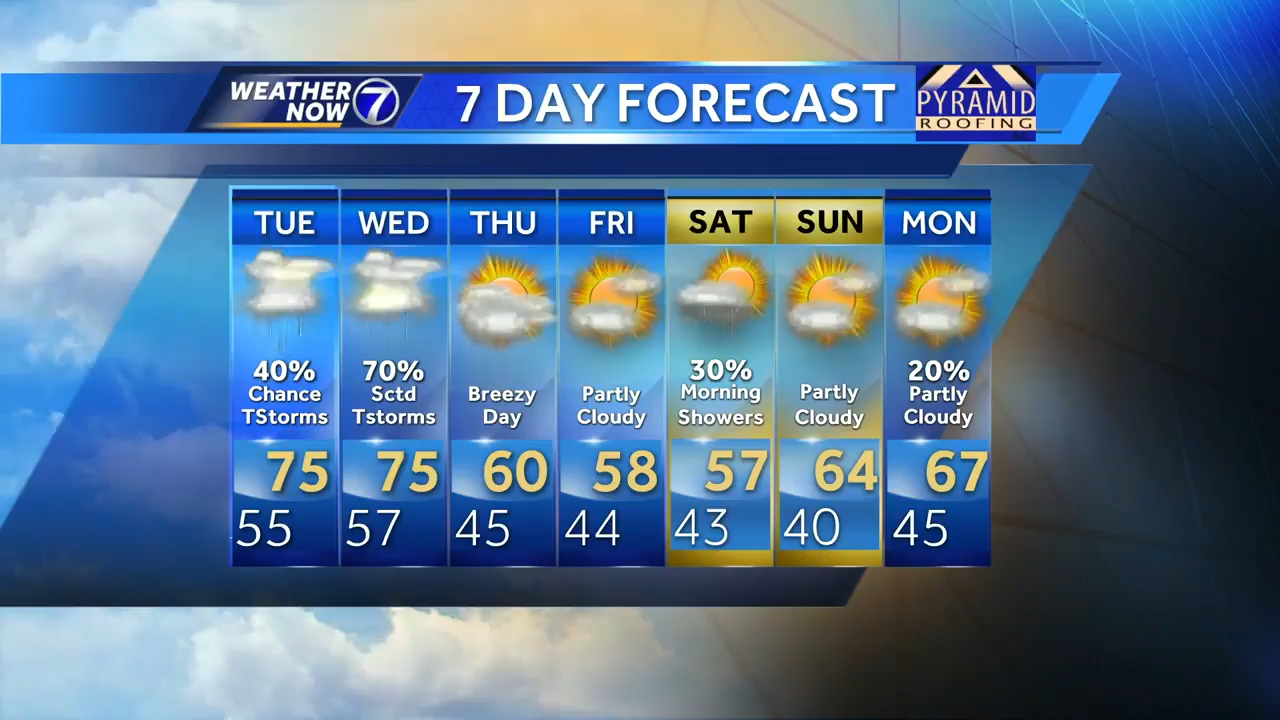 WEATHER
NOW 7
7 DAY FORECAST
PYRAMID
ROOFING
TUE WED THU FRI SAT SUN MON
40% 70% 30% 20%
Chance Sctd Breezy Partly Morning Partly Partly
TStorms Tstorms Day Cloudy Showers Cloudy Cloudy
75 75 60 58 57 64 67
55 57 45 44 43 40 45